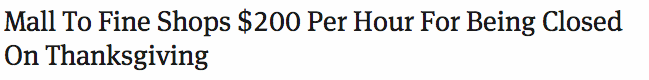 Mall To Fine Shops $200 Per Hour For Being Closed
On Thanksgiving